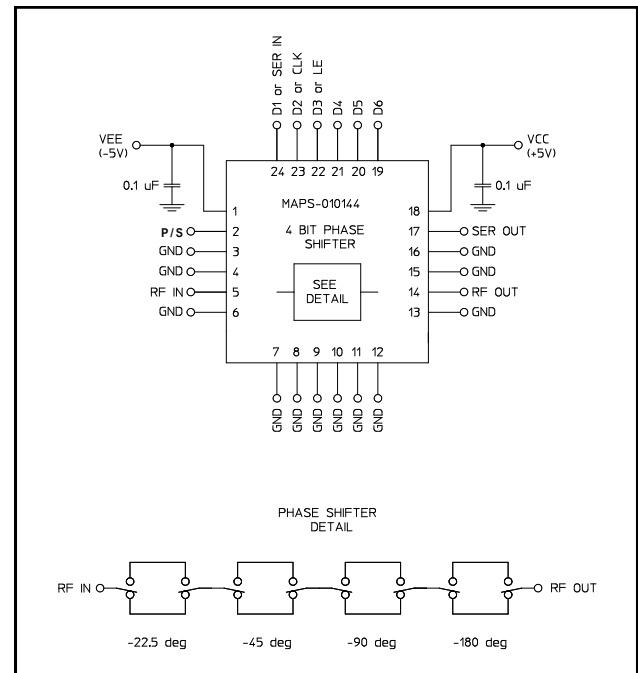 D1 or SER IN
D2 or CLK
D3 or LE
D4
D5
D6
VEE
(-5V)
VCC
(+5V)
0.1 uF
0.1 uF
24 23 22 21 20 19
MAPS-010144
4 BIT PHASE
SHIFTER
SEE
DETAIL
1
P/S 2
GND 3
GND 4
RF IN 5
GND 6
18
17 SER OUT
16 GND
15 GND
14 RF OUT
13 GND
7 8 9 10 11 12
GND GND GND GND GND GND
PHASE SHIFTER
DETAIL
RF IN
RF OUT
-22.5 deg -45 deg -90 deg -180 deg